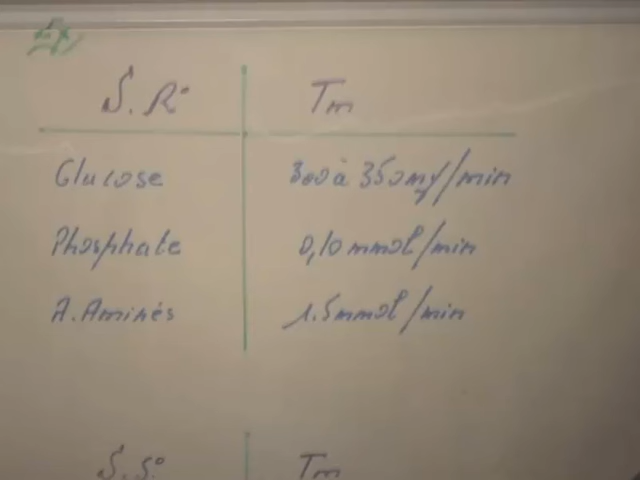 Ex
S.R° Tm
Glucose 300 à 350 mg/min
Phosphate 0,10 mmol/min
A. Aminés 1.5 mmol/min
S.S° Tm